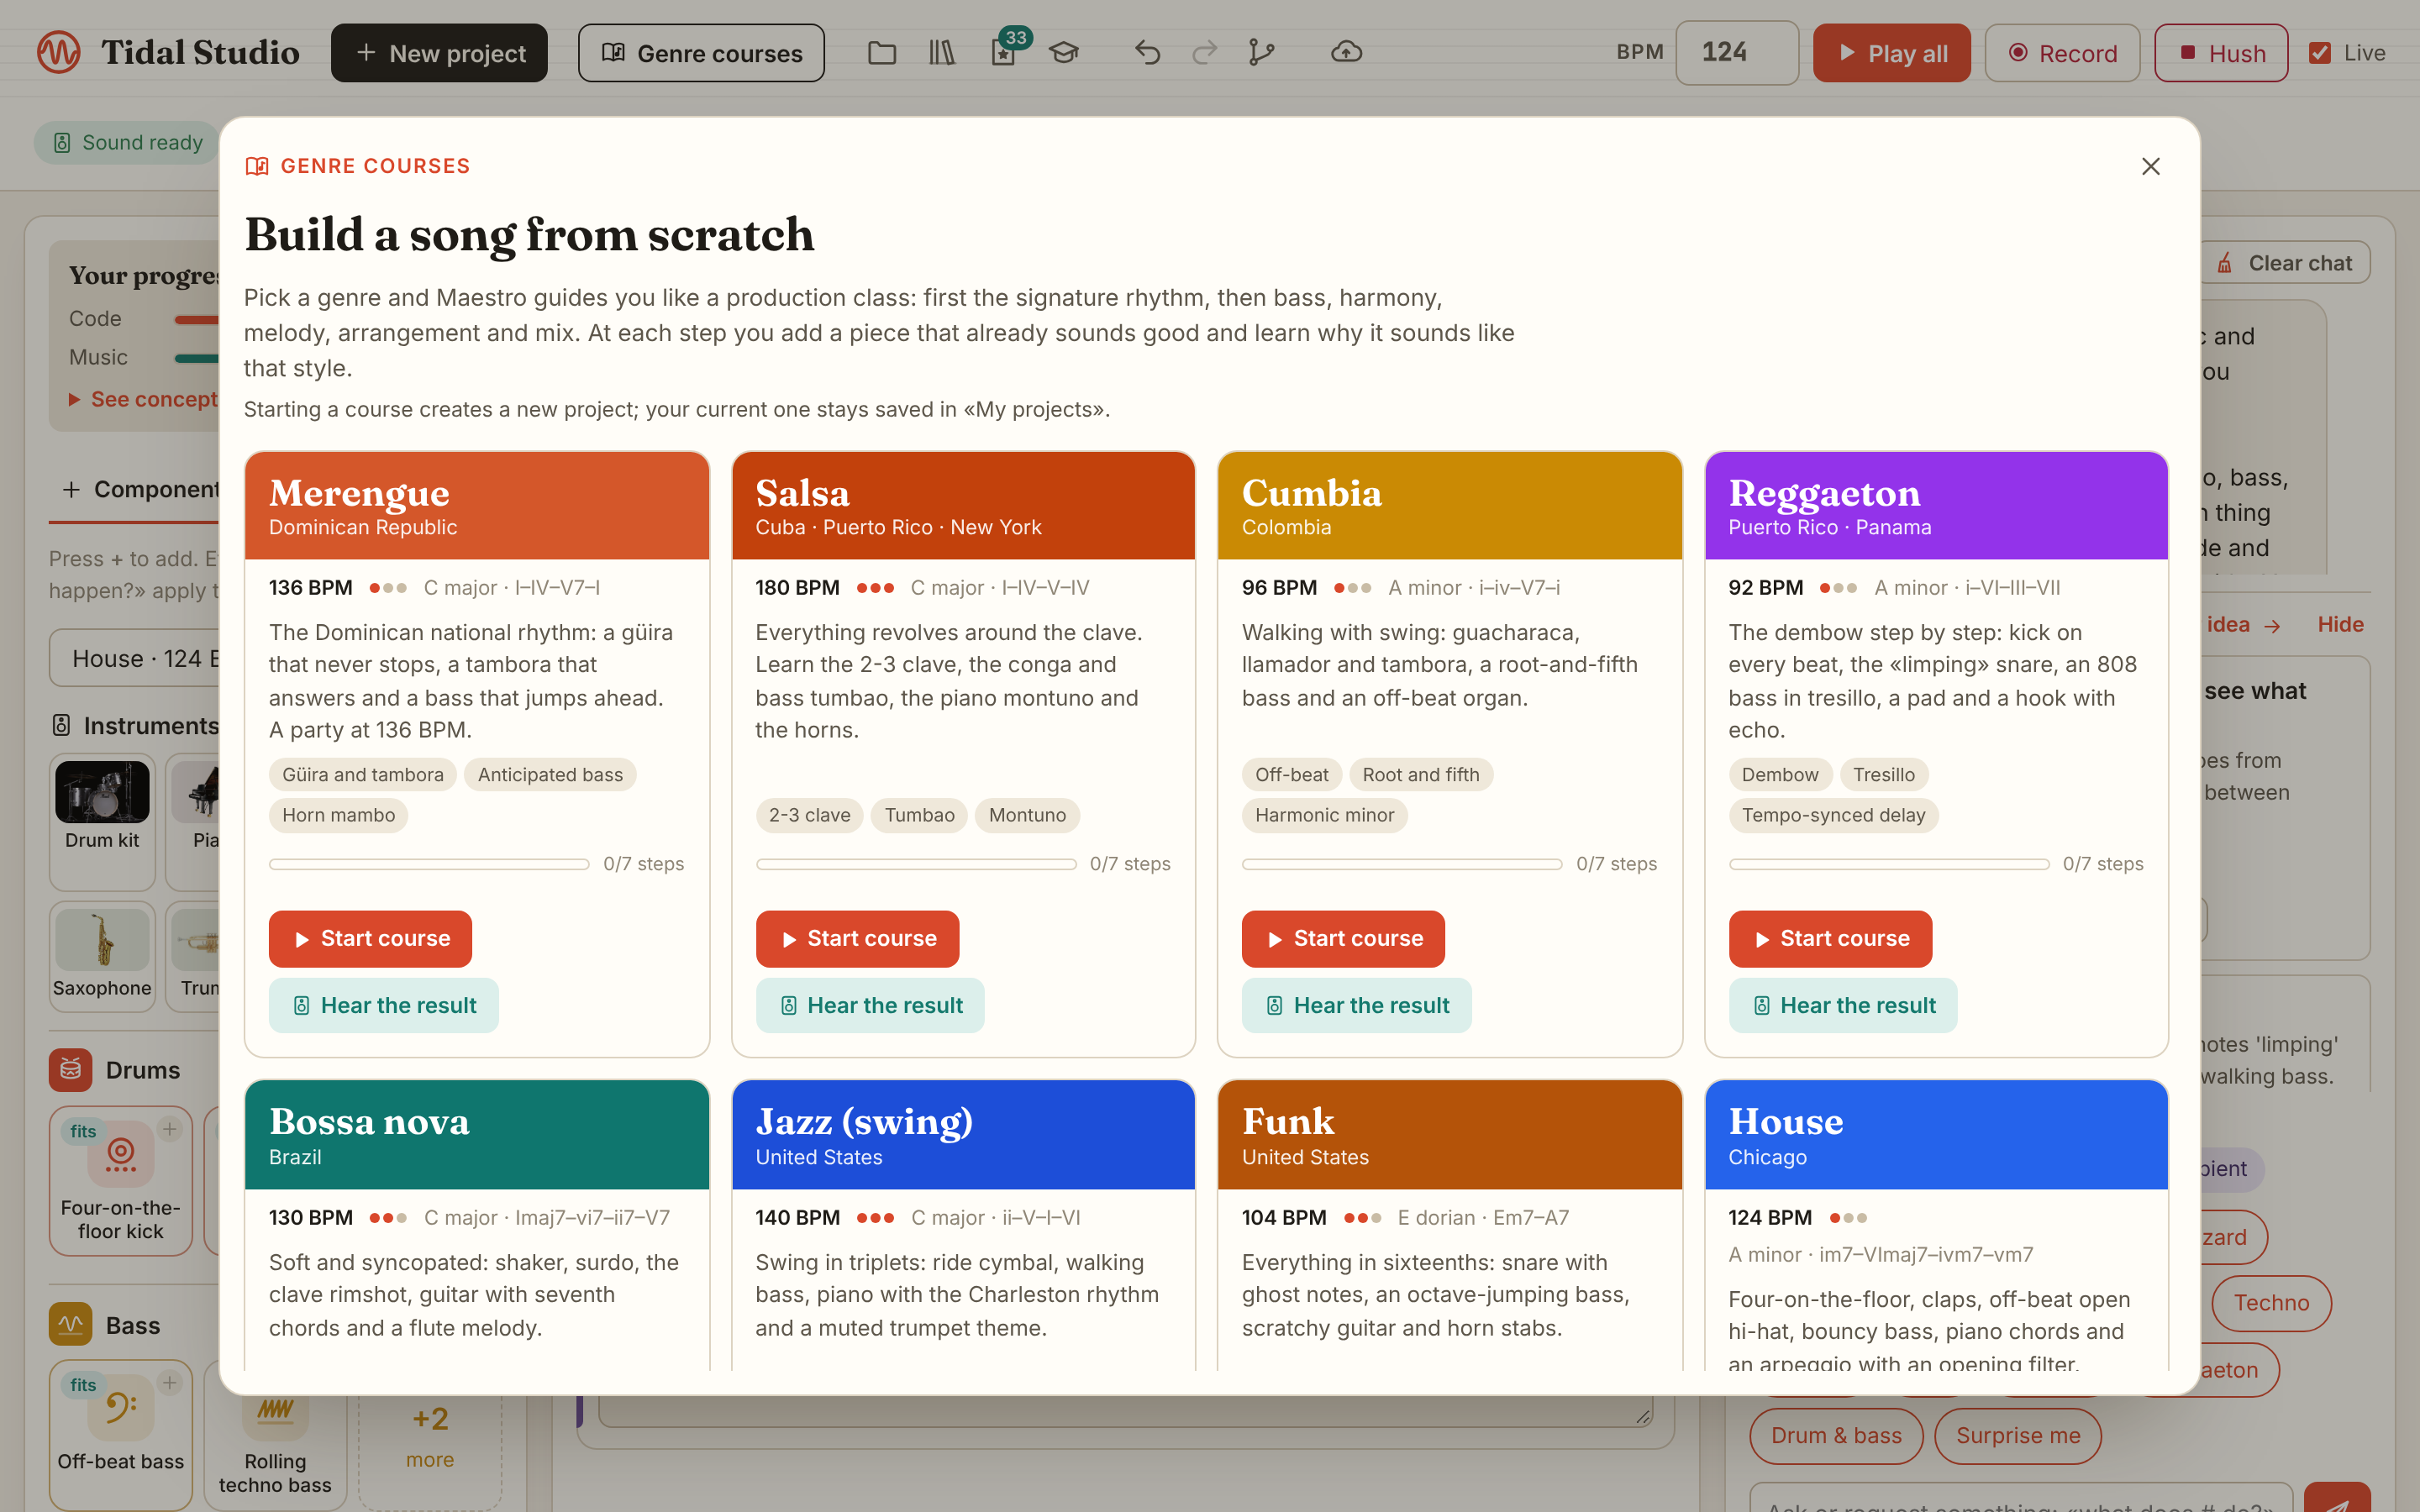 Tidal Studio
New project
Genre courses
33
BPM
124
Play all
Record
Hush
Live
Sound ready
GENRE COURSES
Build a song from scratch
Pick a genre and Maestro guides you like a production class: first the signature rhythm, then bass, harmony,
melody, arrangement and mix. At each step you add a piece that already sounds good and learn why it sounds like
that style.
Starting a course creates a new project; your current one stays saved in «My projects».
Merengue
Dominican Republic
136 BPM
C major · I–IV–V7–I
The Dominican national rhythm: a güira
that never stops, a tambora that
answers and a bass that jumps ahead.
A party at 136 BPM.
Güira and tambora
Anticipated bass
Horn mambo
0/7 steps
Start course
Hear the result
Salsa
Cuba · Puerto Rico · New York
180 BPM
C major · I–IV–V–IV
Everything revolves around the clave.
Learn the 2-3 clave, the conga and
bass tumbao, the piano montuno and
the horns.
2-3 clave
Tumbao
Montuno
0/7 steps
Start course
Hear the result
Cumbia
Colombia
96 BPM
A minor · i–iv–V7–i
Walking with swing: guacharaca,
llamador and tambora, a root-and-fifth
bass and an off-beat organ.
Off-beat
Root and fifth
Harmonic minor
0/7 steps
Start course
Hear the result
Reggaeton
Puerto Rico · Panama
92 BPM
A minor · i–VI–III–VII
The dembow step by step: kick on
every beat, the «limping» snare, an 808
bass in tresillo, a pad and a hook with
echo.
Dembow
Tresillo
Tempo-synced delay
0/7 steps
Start course
Hear the result
Bossa nova
Brazil
130 BPM
C major · Imaj7–vi7–ii7–V7
Soft and syncopated: shaker, surdo, the
clave rimshot, guitar with seventh
chords and a flute melody.
Jazz (swing)
United States
140 BPM
C major · ii–V–I–VI
Swing in triplets: ride cymbal, walking
bass, piano with the Charleston rhythm
and a muted trumpet theme.
Funk
United States
104 BPM
E dorian · Em7–A7
Everything in sixteenths: snare with
ghost notes, an octave-jumping bass,
scratchy guitar and horn stabs.
House
Chicago
124 BPM
A minor · im7–VImaj7–ivm7–vm7
Four-on-the-floor, claps, off-beat open
hi-hat, bouncy bass, piano chords and
an arpeggio with an opening filter.
Your
Code
Music
See
Component
Press + to add.
happen?» apply
House · 124
Instruments
Drum kit
Saxophone
Drums
fits
Four-on-the-
floor kick
Bass
fits
Off-beat bass
Rolling
techno bass
+2
more
Clear chat
and
bass,
thing
and
idea →
Hide
see what
from
between
'limping'
walking bass.
Techno
Drum & bass
Surprise me